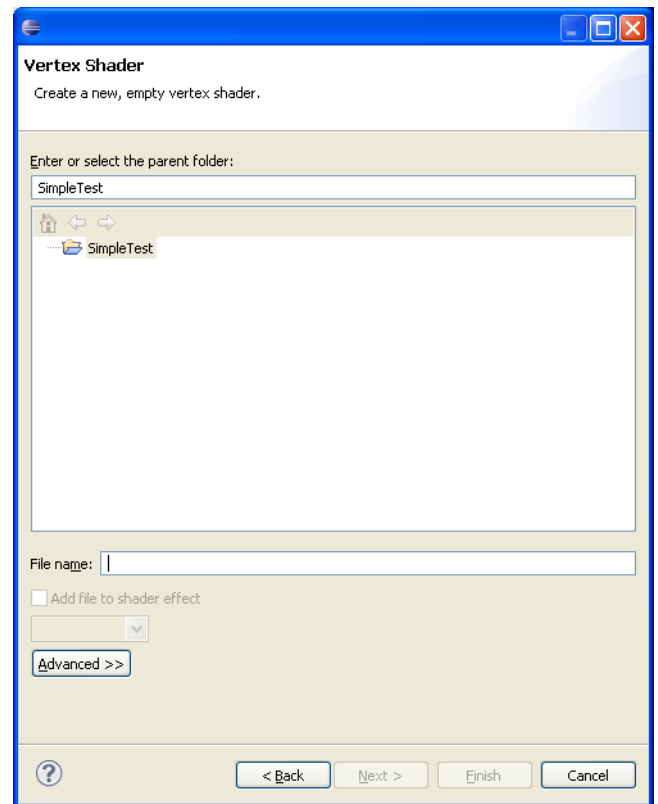 Vertex Shader
Create a new, empty vertex shader.
Enter or select the parent folder:
SimpleTest
SimpleTest
File name:
Add file to shader effect
Advanced >>
? < Back Next > Finish Cancel